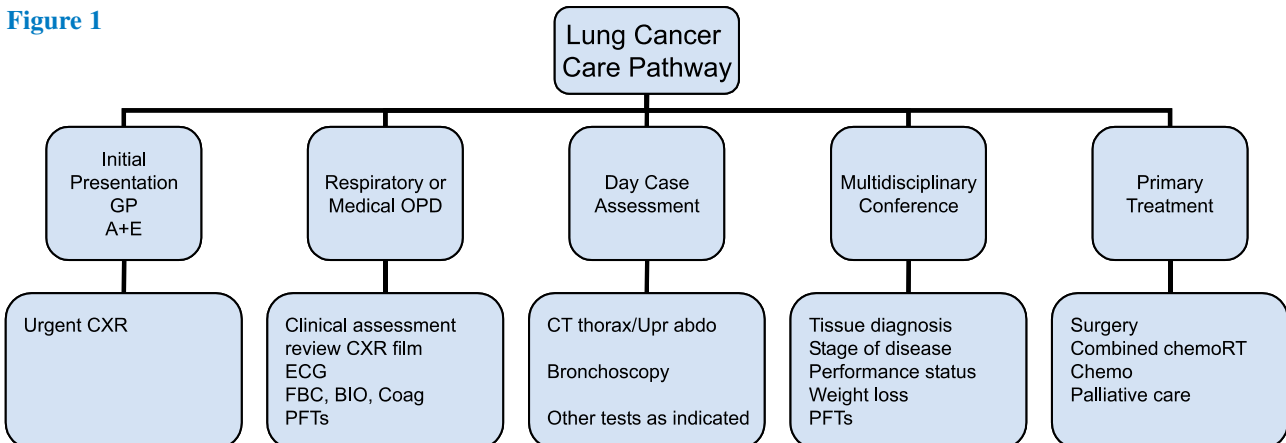 Figure 1
Lung Cancer
Care Pathway
Initial
Presentation
GP
A+E
Respiratory or
Medical OPD
Day Case
Assessment
Multidisciplinary
Conference
Primary
Treatment
Urgent CXR
Clinical assessment
review CXR film
ECG
FBC, BIO, Coag
PFTs
CT thorax/Upr abdo
Bronchoscopy
Other tests as indicated
Tissue diagnosis
Stage of disease
Performance status
Weight loss
PFTs
Surgery
Combined chemoRT
Chemo
Palliative care